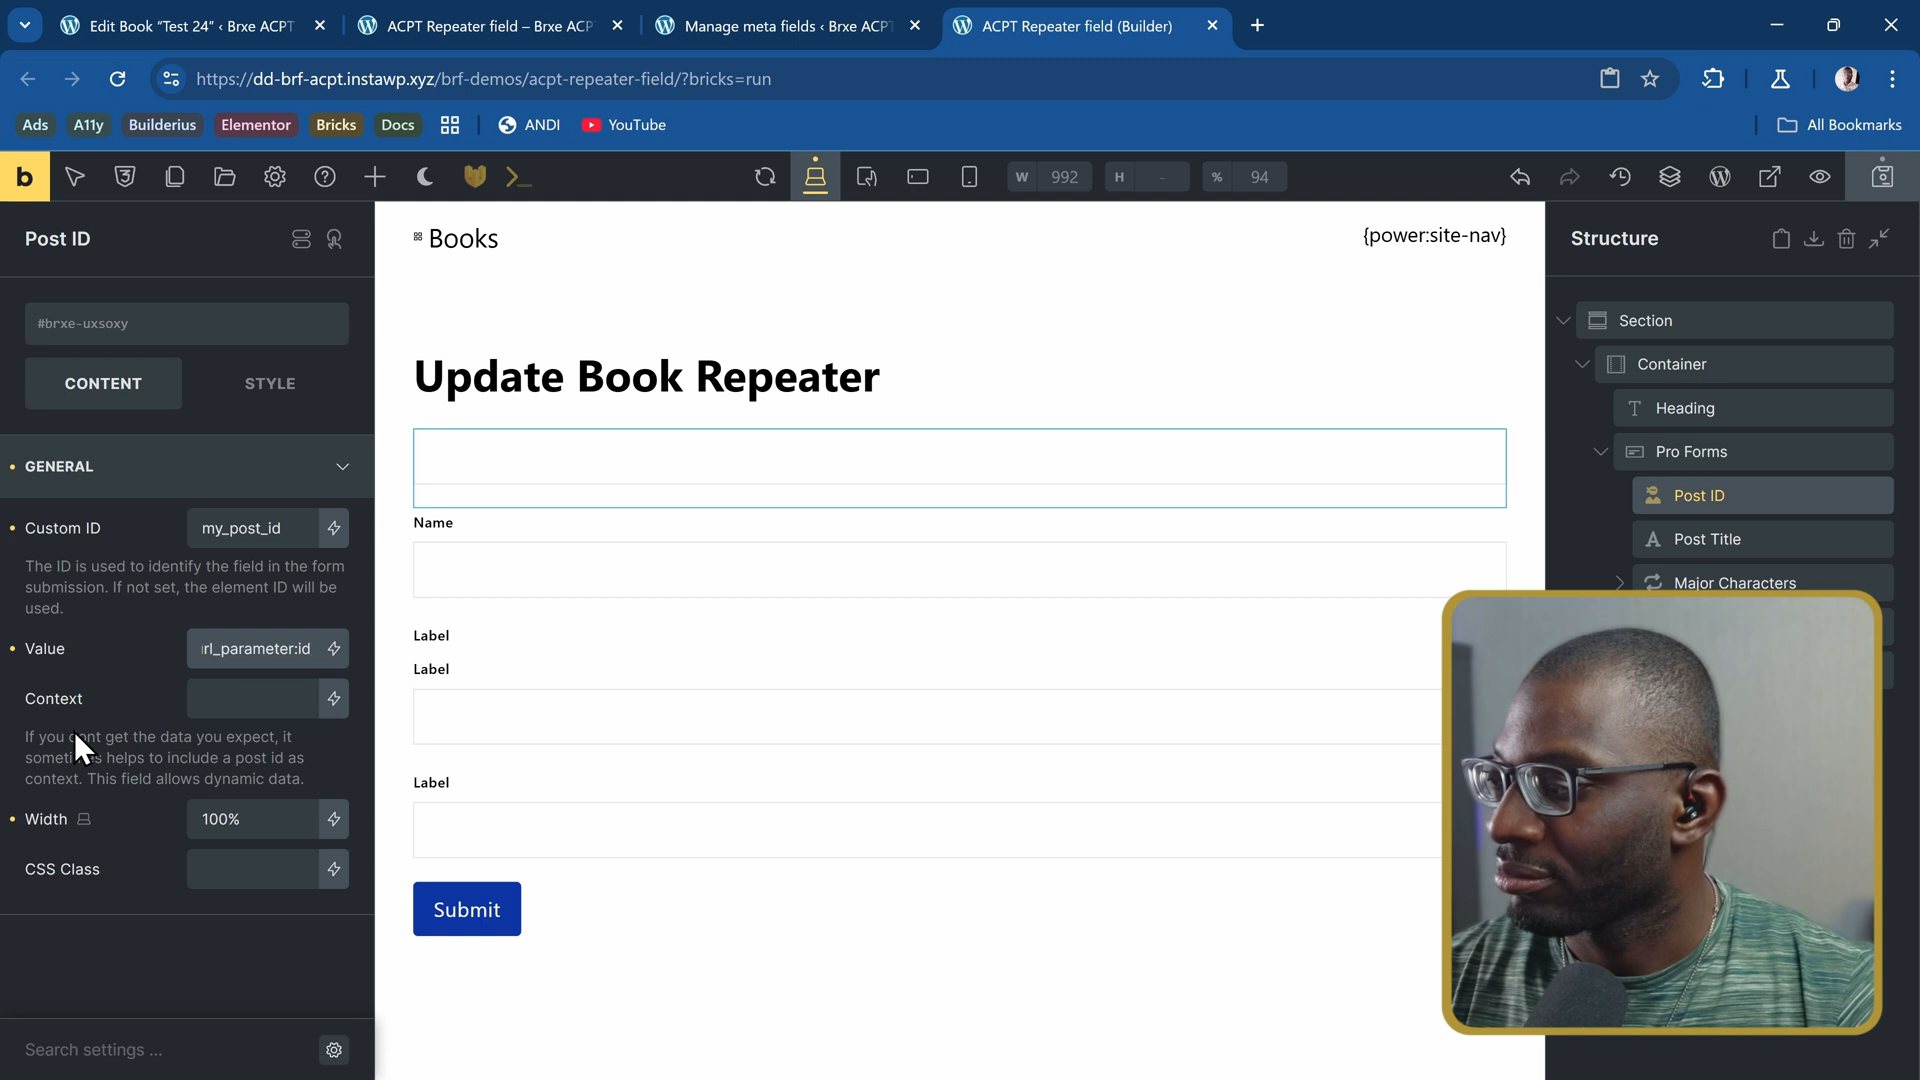 Edit Book “Test 24” ‹ Brxe ACPT
ACPT Repeater field – Brxe ACP
Manage meta fields ‹ Brxe ACPT
ACPT Repeater field (Builder)
https://dd-brf-acpt.instawp.xyz/brf-demos/acpt-repeater-field/?bricks=run
Ads
A11y
Builderius
Elementor
Bricks
Docs
ANDI
YouTube
All Bookmarks
b
W 992
H -
% 94
Post ID
#brxe-uxsoxy
CONTENT
STYLE
GENERAL
Custom ID
my_post_id
The ID is used to identify the field in the form
submission. If not set, the element ID will be
used.
Value
rl_parameter:id
Context
If you dont get the data you expect, it
sometimes helps to include a post id as
context. This field allows dynamic data.
Width
100%
CSS Class
Search settings ...
Books
{power:site-nav}
Update Book Repeater
Name
Label
Label
Label
Submit
Structure
Section
Container
Heading
Pro Forms
Post ID
Post Title
Major Characters